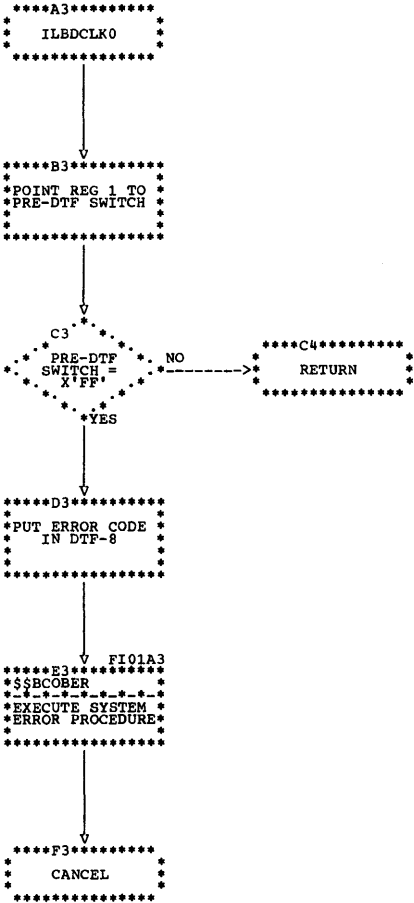 A3
ILBDCLK0
B3
POINT REG 1 TO
PRE-DTF SWITCH
C3
PRE-DTF
SWITCH =
X'FF'
NO
YES
C4
RETURN
D3
PUT ERROR CODE
IN DTF-8
FI01A3
E3
$$BCOBER
EXECUTE SYSTEM
ERROR PROCEDURE
F3
CANCEL